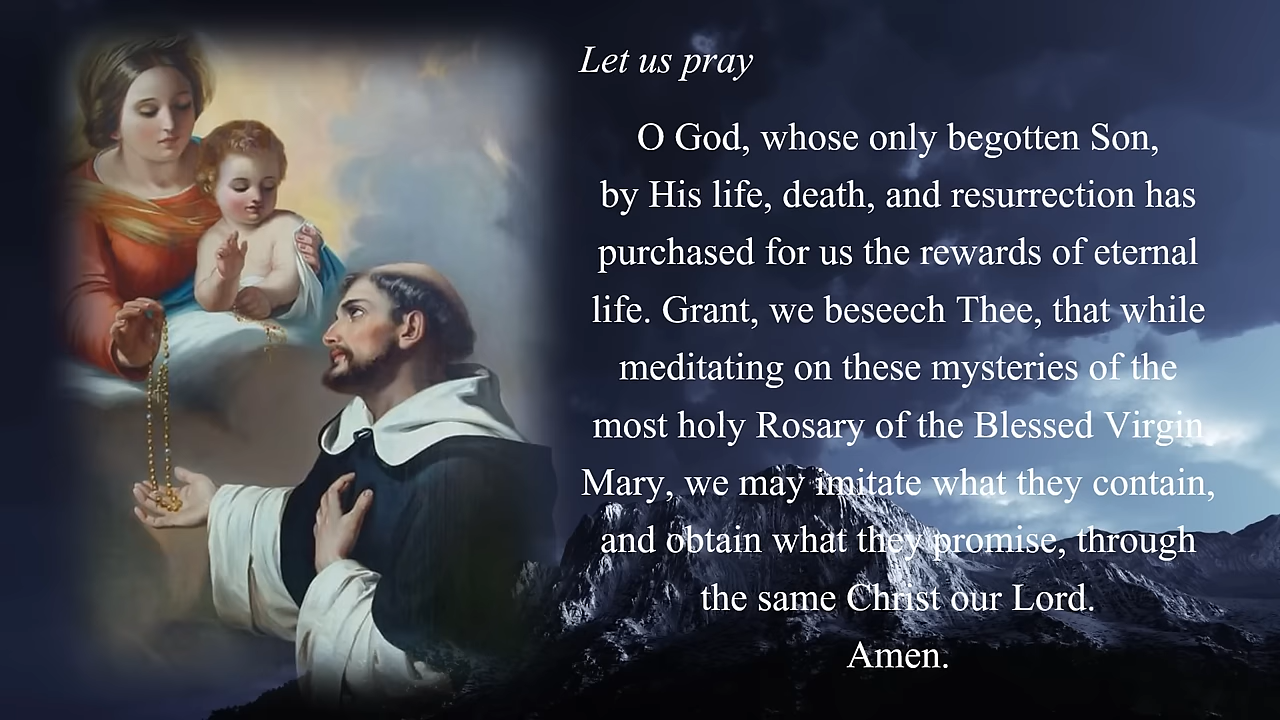 Let us pray
O God, whose only begotten Son,
by His life, death, and resurrection has
purchased for us the rewards of eternal
life. Grant, we beseech Thee, that while
meditating on these mysteries of the
most holy Rosary of the Blessed Virgin
Mary, we may imitate what they contain,
and obtain what they promise, through
the same Christ our Lord.
Amen.